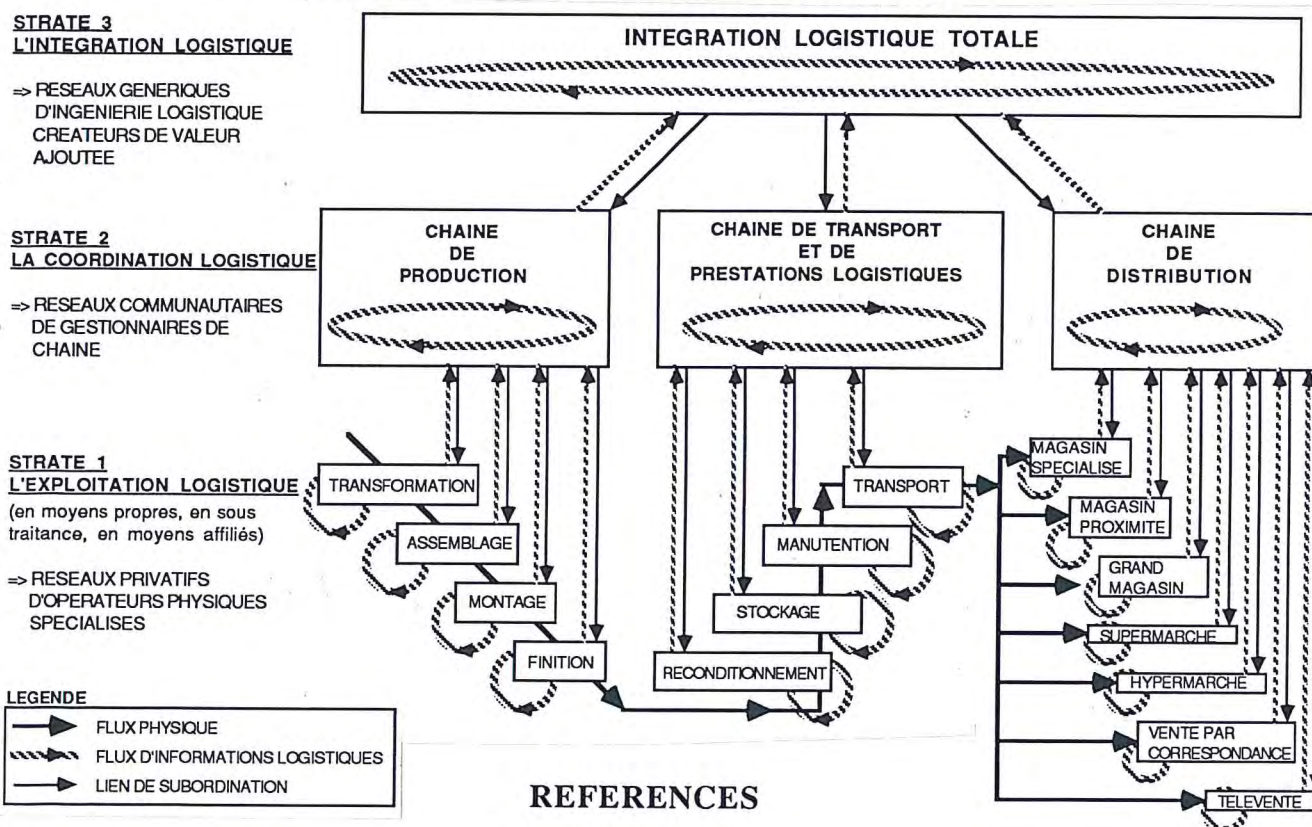 STRATE 3
L'INTEGRATION LOGISTIQUE
=> RESEAUX GENERIQUES
D'INGENIERIE LOGISTIQUE
CREATEURS DE VALEUR
AJOUTEE
INTEGRATION LOGISTIQUE TOTALE
STRATE 2
LA COORDINATION LOGISTIQUE
=> RESEAUX COMMUNAUTAIRES
DE GESTIONNAIRES DE
CHAINE
CHAINE
DE
PRODUCTION
CHAINE DE TRANSPORT
ET DE
PRESTATIONS LOGISTIQUES
CHAINE
DE
DISTRIBUTION
STRATE 1
L'EXPLOITATION LOGISTIQUE
(en moyens propres, en sous
traitance, en moyens affiliés)
=> RESEAUX PRIVATIFS
D'OPERATEURS PHYSIQUES
SPECIALISES
TRANSFORMATION
ASSEMBLAGE
MONTAGE
FINITION
TRANSPORT
MANUTENTION
STOCKAGE
RECONDITIONNEMENT
MAGASIN
SPECIALISE
MAGASIN
PROXIMITE
GRAND
MAGASIN
SUPERMARCHE
HYPERMARCHE
VENTE PAR
CORRESPONDANCE
TELEVENTE
LEGENDE
FLUX PHYSIQUE
FLUX D'INFORMATIONS LOGISTIQUES
LIEN DE SUBORDINATION
REFERENCES